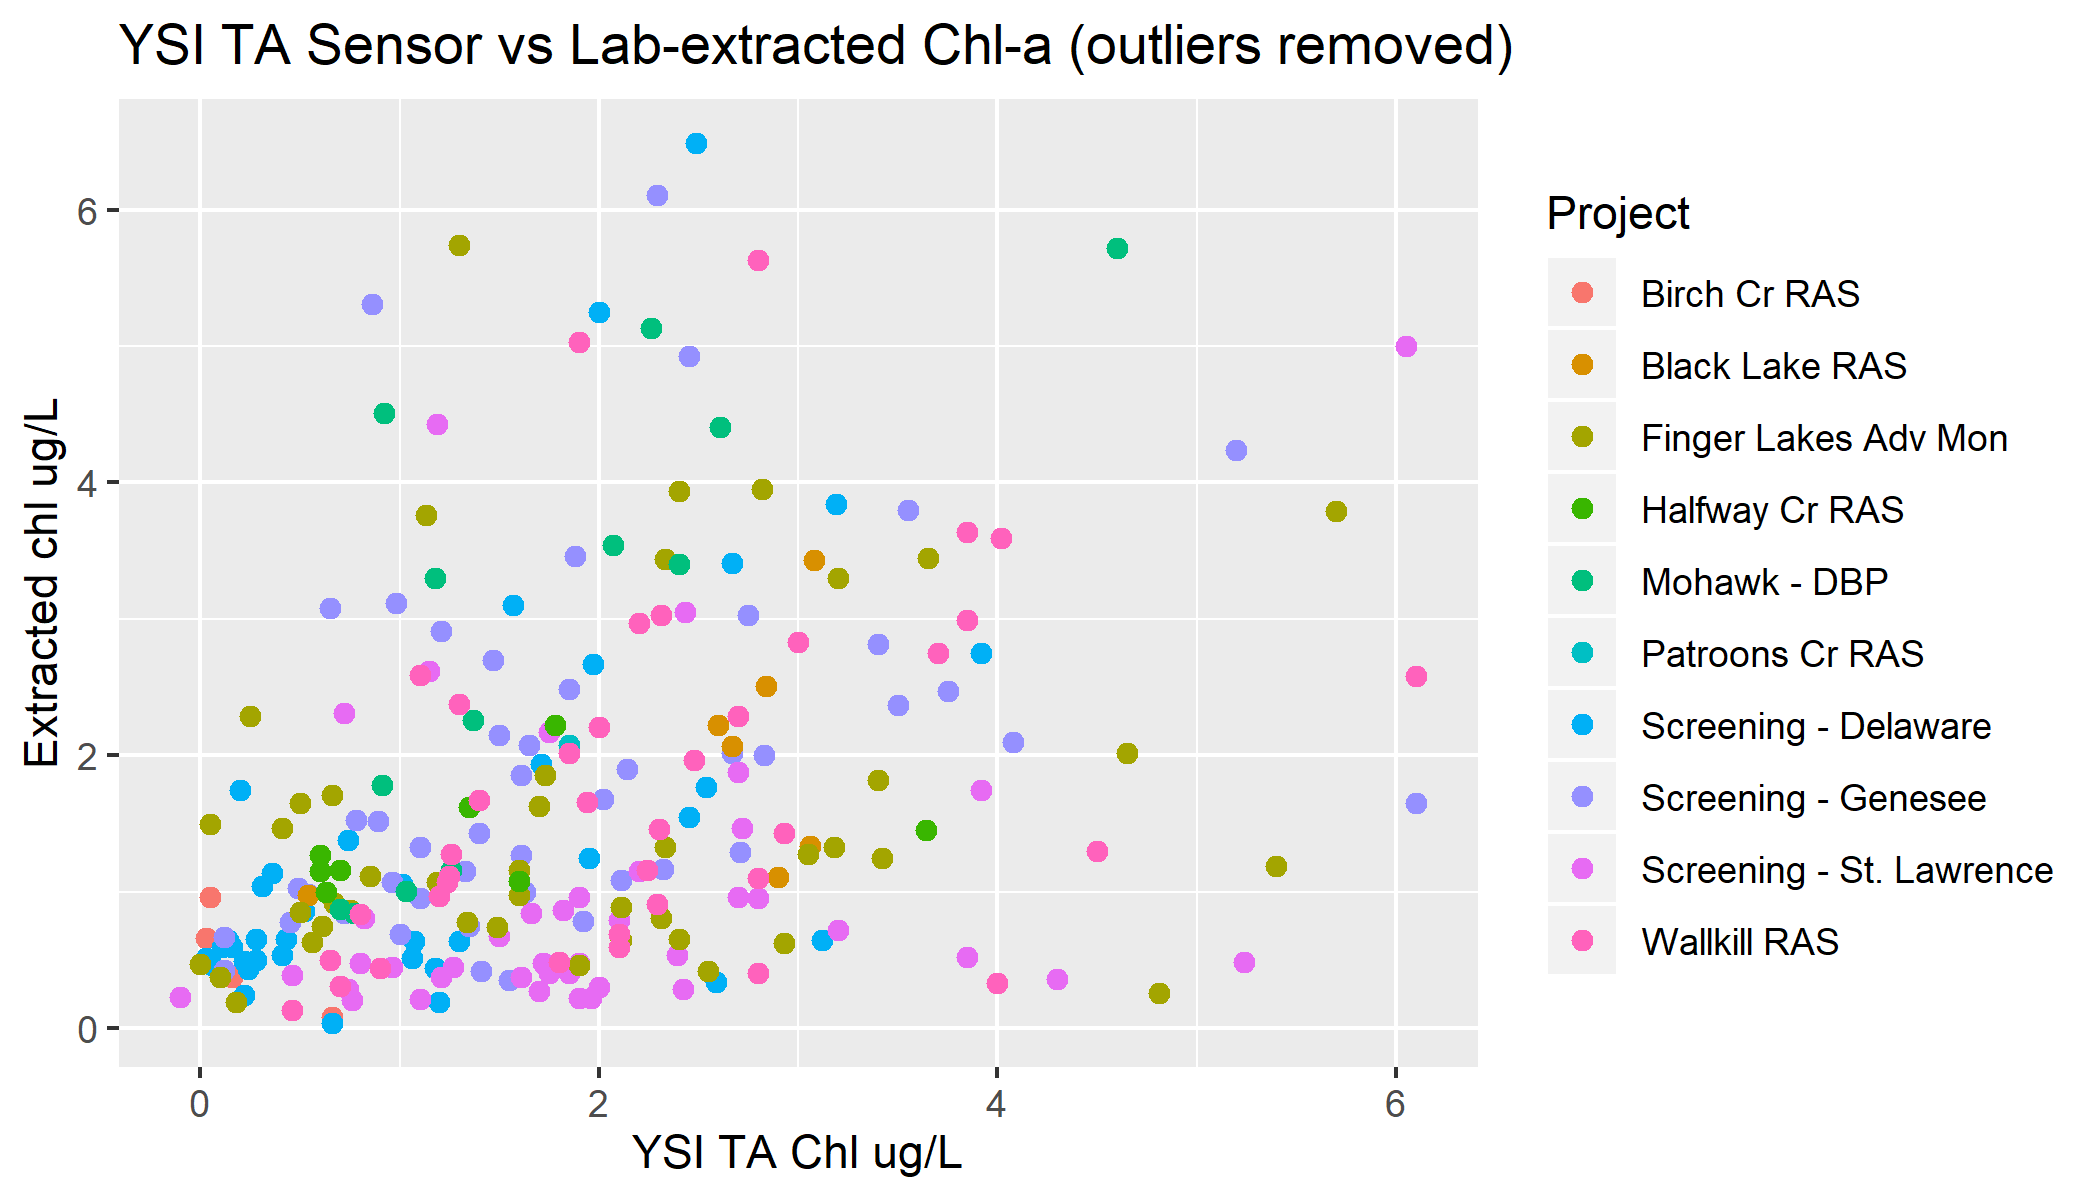 YSI TA Sensor vs Lab-extracted Chl-a (outliers removed)
Extracted chl ug/L
6
4
2
0
0 2 4 6
YSI TA Chl ug/L
Project
Birch Cr RAS
Black Lake RAS
Finger Lakes Adv Mon
Halfway Cr RAS
Mohawk - DBP
Patroons Cr RAS
Screening - Delaware
Screening - Genesee
Screening - St. Lawrence
Wallkill RAS